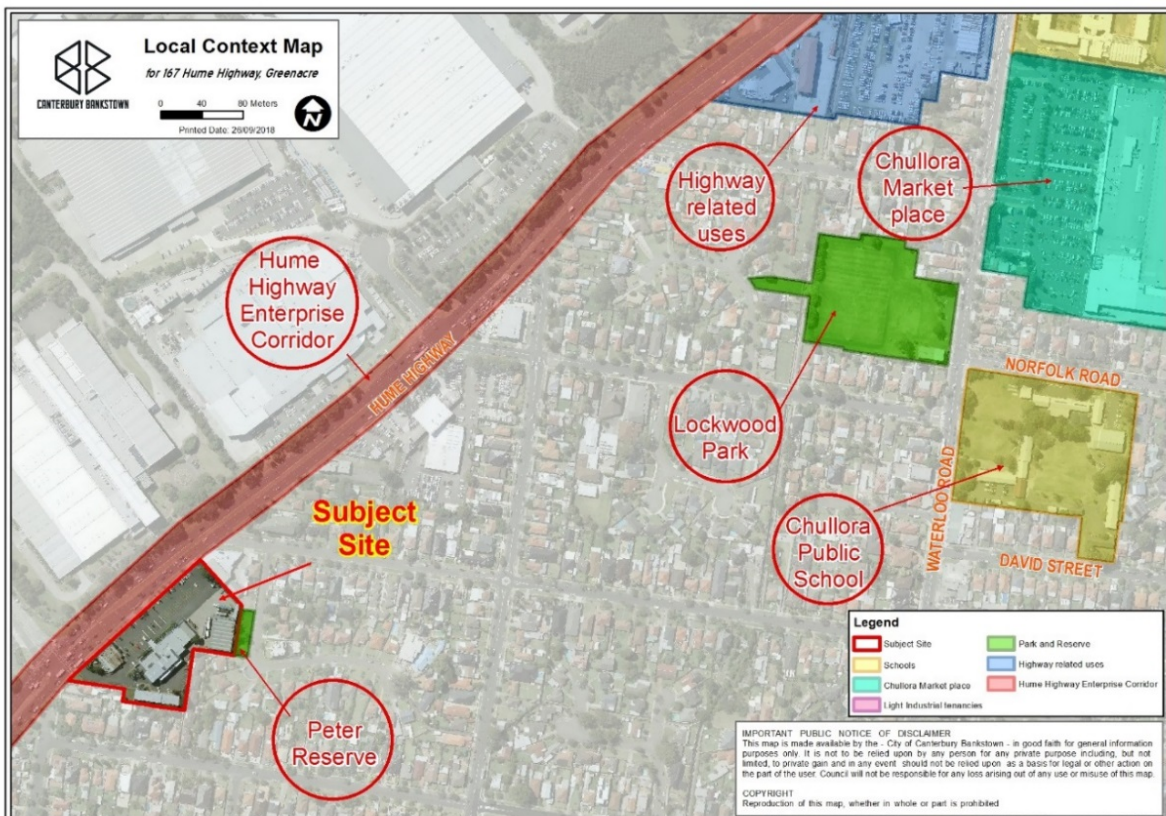 Local Context Map
for 167 Hume Highway, Greenacre
CANTERBURY BANKSTOWN
0 40 80 Meters
N
Printed Date: 26/09/2018
Highway
related
uses
Chullora
Market
place
Hume
Highway
Enterprise
Corridor
HUME HIGHWAY
Lockwood
Park
NORFOLK ROAD
WATERLOO ROAD
Chullora
Public
School
DAVID STREET
Subject
Site
Peter
Reserve
Legend
Subject Site
Schools
Chullora Market place
Light Industrial tenancies
Park and Reserve
Highway related uses
Hume Highway Enterprise Corridor
IMPORTANT PUBLIC NOTICE OF DISCLAIMER
This map is made available by the - City of Canterbury Bankstown - in good faith for general information
purposes only. It is not to be relied upon by any person for any private purpose including, but not
limited, to private gain and in any event should not be relied upon as a basis for legal or other action on
the part of the user. Council will not be responsible for any loss arising out of any use or misuse of this map.
COPYRIGHT
Reproduction of this map, whether in whole or part is prohibited